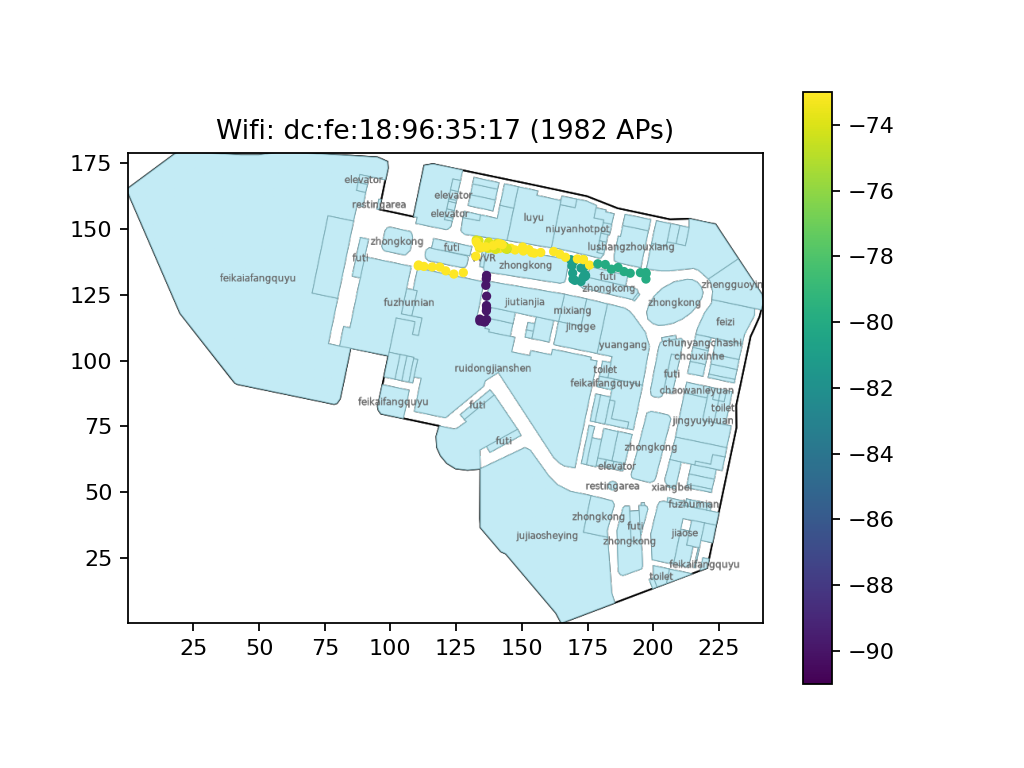 Wifi: dc:fe:18:96:35:17 (1982 APs)
175
150
125
100
75
50
25
25
50
75
100
125
150
175
200
225
−74
−76
−78
−80
−82
−84
−86
−88
−90
elevator
restingarea
elevator
elevator
luyu
niuyanhotpot
lushangzhouxiang
zhongkong
futi
futi
VVR
zhongkong
futi
zhongkong
zhengguoyin
feikaiafangquyu
fuzhumian
jiutianjia
mixiang
jingge
zhongkong
feizi
yuangang
chunyangchashi
chouxinhe
ruidongjianshen
toilet
futi
feikaifangquyu
chaowanleyuan
feikaifangquyu
futi
toilet
jingyuyiyuan
futi
zhongkong
elevator
restingarea
xiangbei
fuzhumian
zhongkong
futi
jiaose
jujiaosheying
zhongkong
feikaifangquyu
toilet